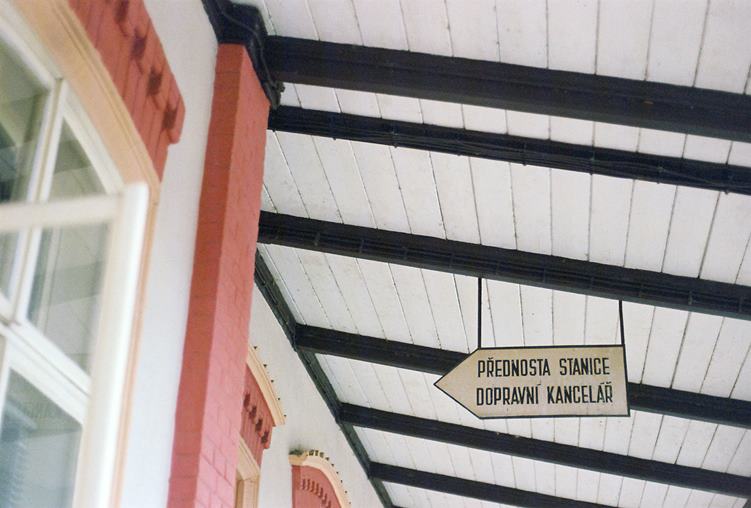 PŘEDNOSTA STANICE
DOPRAVNÍ KANCELÁŘ